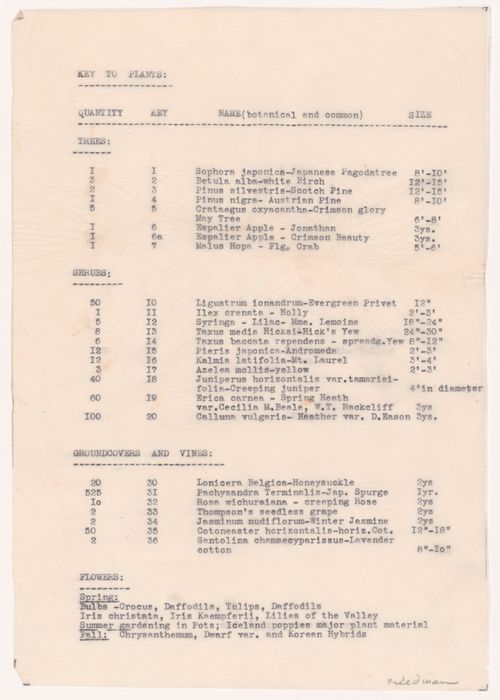 KEY TO PLANTS:
QUANTITY KEY NAME(botanical and common) SIZE
TREES:
I I Sophora japonica-Japanese Pagodatree 8'-IO'
3 2 Betula alba-white Birch I2'-I5'
2 3 Pinus silvestris-Scotch Pine I2'-I5'
I 4 Pinus nigra- Austrian Pine 8'-IO'
5 5 Crataegus oxyacantha-Crimson glory
May Tree 6'-8'
I 6 Espalier Apple - Jonathan 3ys.
I 6a Espalier Apple - Crimson Beauty 3ys.
I 7 Malus Hopa - Flg. Crab 5'-6'
SHRUBS:
50 IO Ligustrum ionandrum-Evergreen Privet I2"
I II Ilex crenata - Holly 2'-3'
5 I2 Syringa - Lilac- Mme. Lemoine I8"-24"
8 I3 Taxus media Hicksi-Hick's Yew 24"-30"
6 I4 Taxus baccata rependens - spreadg.Yew 8"-I2"
I2 I5 Pieris japonica-Andromeda 2'-3'
I2 I6 Kalmia latifolia-Mt. Laurel 3'-4'
3 I7 Azelea mollis-yellow 2'-3'
40 I8 Juniperus horizontalis var.tamarisi-
folia-Creeping juniper 4'in diameter
60 I9 Erica carnea - Spring Heath
var.Cecilia M.Beale, W.T. Rackcliff 3ys
IOO 20 Calluna vulgaris- Heather var. D.Eason 3ys.
GROUNDCOVERS AND VINES:
20 30 Lonicera Belgica-Honeysuckle 2ys
525 3I Pachysandra Terminalis-Jap. Spurge Iyr.
Io 32 Rosa wichuraiana - creeping Rose 2ys
2 33 Thompson's seedless grape 2ys
2 34 Jasminum nudiflorum-Winter Jasmine 2ys
50 35 Cotoneaster horizontalis-horiz.Cot. I2"-I8"
2 36 Santolina chamaecyparissus-Lavender
cotton 8"-Io"
FLOWERS:
Spring:
Bulbs -Crocus, Daffodils, Tulips, Daffodils
Iris christata, Iris Kaempferii, Lilies of the Valley
Summer gardening in Pots; Iceland poppies major plant material
Fall: Chrysanthemum, Dwarf var. and Korean Hybrids
Friedman